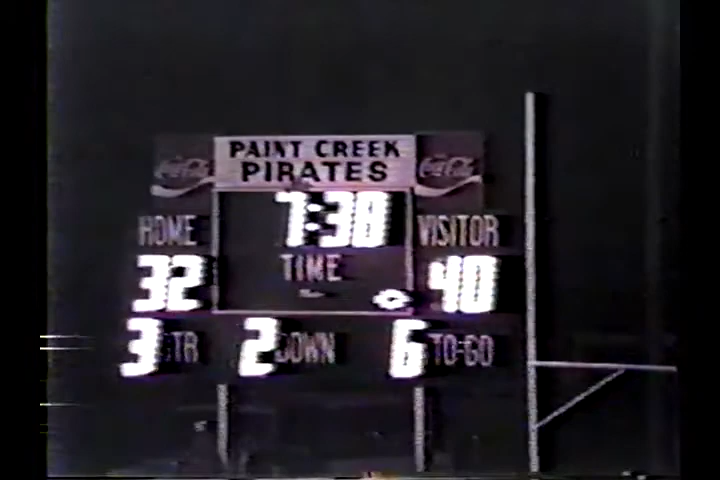 PAINT CREEK
PIRATES
Coca-Cola
Coca-Cola
7:38
HOME
VISITOR
TIME
32
40
3 QTR 2 DOWN 6 TO-GO